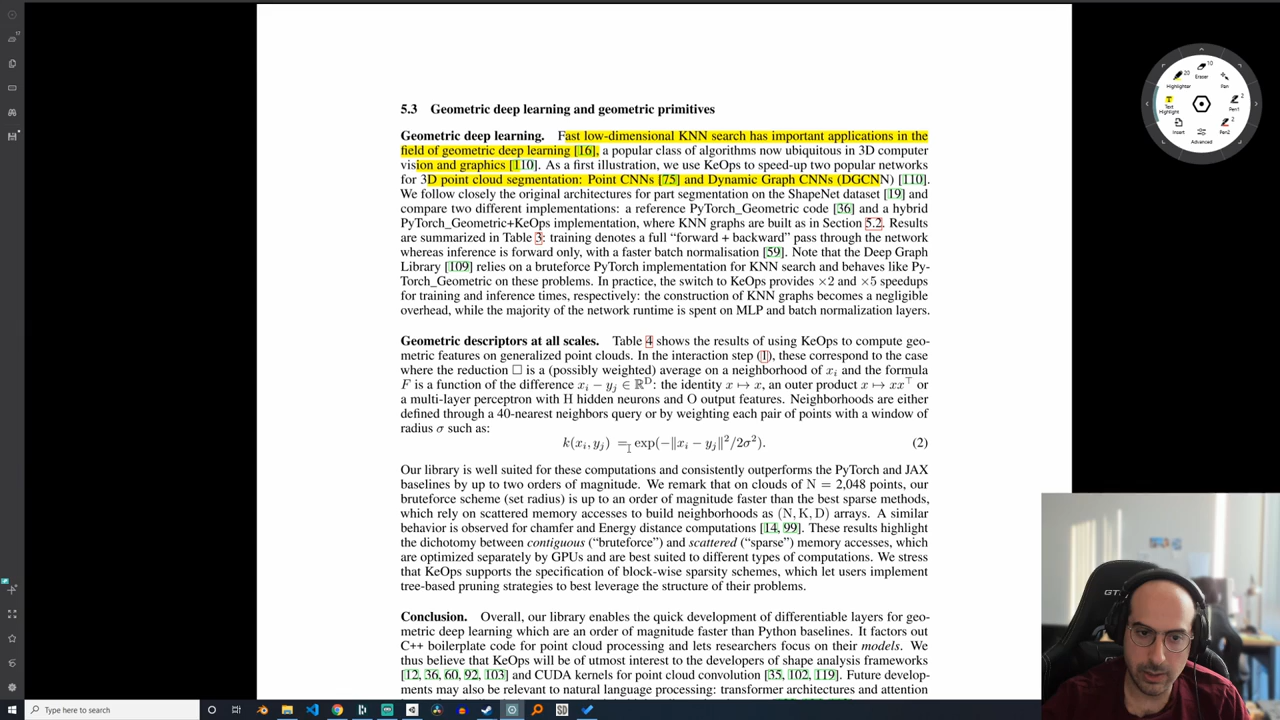 5.3 Geometric deep learning and geometric primitives
Geometric deep learning. Fast low-dimensional KNN search has important applications in the
field of geometric deep learning [16], a popular class of algorithms now ubiquitous in 3D computer
vision and graphics [110]. As a first illustration, we use KeOps to speed-up two popular networks
for 3D point cloud segmentation: Point CNNs [75] and Dynamic Graph CNNs (DGCNN) [110].
We follow closely the original architectures for part segmentation on the ShapeNet dataset [19] and
compare two different implementations: a reference PyTorch_Geometric code [36] and a hybrid
PyTorch_Geometric+KeOps implementation, where KNN graphs are built as in Section 5.2. Results
are summarized in Table 3: training denotes a full “forward + backward” pass through the network
whereas inference is forward only, with a faster batch normalisation [59]. Note that the Deep Graph
Library [109] relies on a bruteforce PyTorch implementation for KNN search and behaves like Py-
Torch_Geometric on these problems. In practice, the switch to KeOps provides ×2 and ×5 speedups
for training and inference times, respectively: the construction of KNN graphs becomes a negligible
overhead, while the majority of the network runtime is spent on MLP and batch normalization layers.
Geometric descriptors at all scales. Table 4 shows the results of using KeOps to compute geo-
metric features on generalized point clouds. In the interaction step (1), these correspond to the case
where the reduction □ is a (possibly weighted) average on a neighborhood of xᵢ and the formula
F is a function of the difference xᵢ − yⱼ ∈ ℝᴰ: the identity x ↦ x, an outer product x ↦ xx⊤ or
a multi-layer perceptron with H hidden neurons and O output features. Neighborhoods are either
defined through a 40-nearest neighbors query or by weighting each pair of points with a window of
radius σ such as:
k(xᵢ, yⱼ) = exp(−‖xᵢ − yⱼ‖²/2σ²). (2)
Our library is well suited for these computations and consistently outperforms the PyTorch and JAX
baselines by up to two orders of magnitude. We remark that on clouds of N = 2,048 points, our
bruteforce scheme (set radius) is up to an order of magnitude faster than the best sparse methods,
which rely on scattered memory accesses to build neighborhoods as (N, K, D) arrays. A similar
behavior is observed for chamfer and Energy distance computations [14, 99]. These results highlight
the dichotomy between contiguous (“bruteforce”) and scattered (“sparse”) memory accesses, which
are optimized separately by GPUs and are best suited to different types of computations. We stress
that KeOps supports the specification of block-wise sparsity schemes, which let users implement
tree-based pruning strategies to best leverage the structure of their problems.
Conclusion. Overall, our library enables the quick development of differentiable layers for geo-
metric deep learning which are an order of magnitude faster than Python baselines. It factors out
C++ boilerplate code for point cloud processing and lets researchers focus on their models. We
thus believe that KeOps will be of utmost interest to the developers of shape analysis frameworks
[12, 36, 60, 92, 103] and CUDA kernels for point cloud convolution [35, 102, 119]. Future develop-
ments may also be relevant to natural language processing: transformer architectures and attention
Highlighter
20
Eraser
10
Pen
Pen1
2
Pen2
2
Advanced
Insert
Text
Highlight
GT
Type here to search
SD